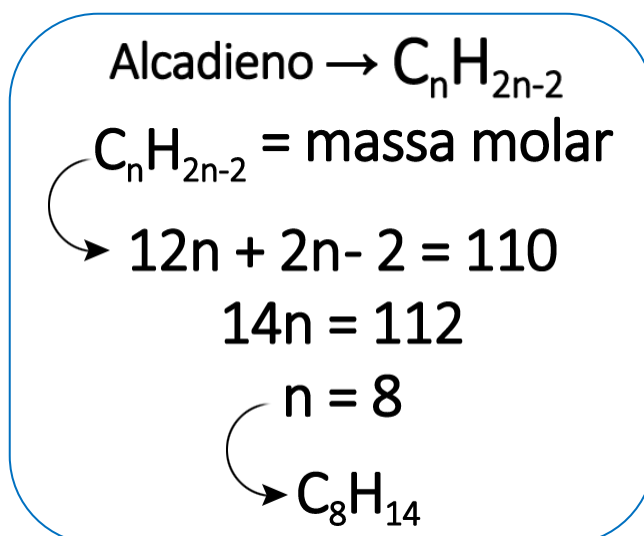 Alcadieno → CₙH₂ₙ₋₂
CₙH₂ₙ₋₂ = massa molar
12n + 2n- 2 = 110
14n = 112
n = 8
C₈H₁₄